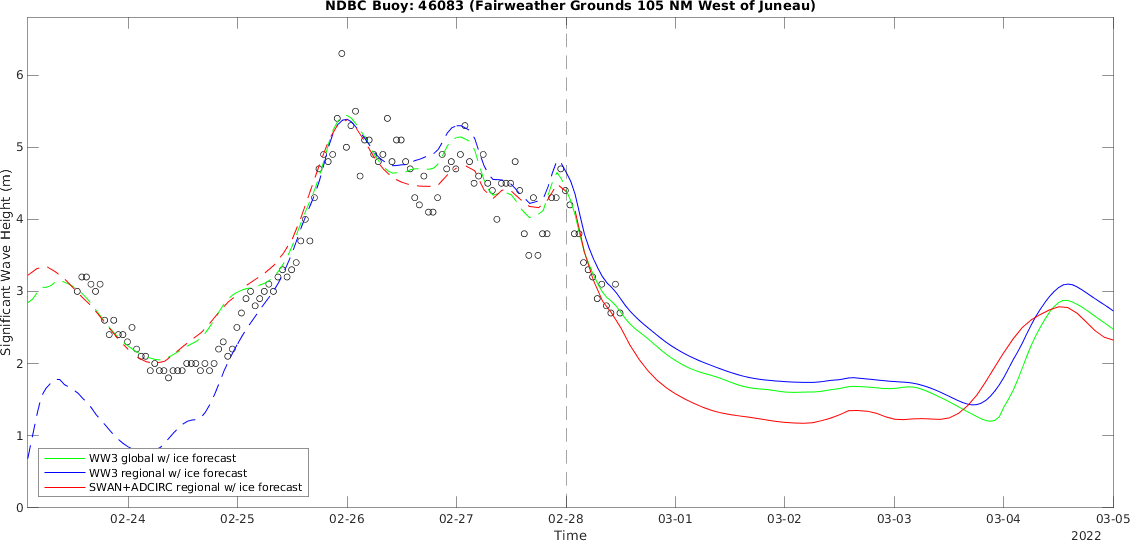 NDBC Buoy: 46083 (Fairweather Grounds 105 NM West of Juneau)
Significant Wave Height (m)
6
5
4
3
2
1
0
WW3 global w/ ice forecast
WW3 regional w/ ice forecast
SWAN+ADCIRC regional w/ ice forecast
02-24 02-25 02-26 02-27 02-28 03-01 03-02 03-03 03-04 03-05
Time
2022